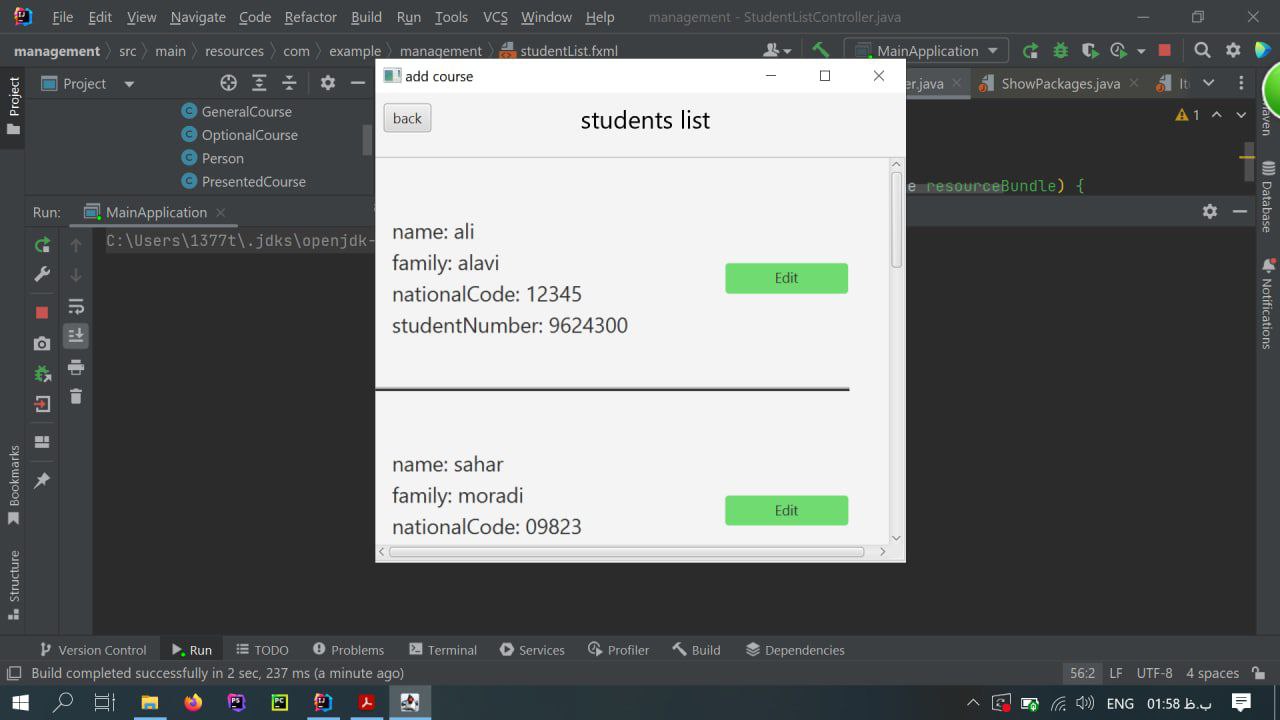 File Edit View Navigate Code Refactor Build Run Tools VCS Window Help management - StudentListController.java
management src main resources com example management studentList.fxml MainApplication
Project
add course
er.java ShowPackages.java
back
students list
GeneralCourse
OptionalCourse
Person
PresentedCourse
1
e resourceBundle) {
Run: MainApplication
C:\Users\1377t\.jdks\openjdk-
name: ali
family: alavi
nationalCode: 12345
studentNumber: 9624300
Edit
name: sahar
family: moradi
nationalCode: 09823
Edit
Project
Bookmarks
Structure
Database
Notifications
Version Control Run TODO Problems Terminal Services Profiler Build Dependencies
Build completed successfully in 2 sec, 237 ms (a minute ago) 56:2 LF UTF-8 4 spaces
ENG 01:58 ب.ظ